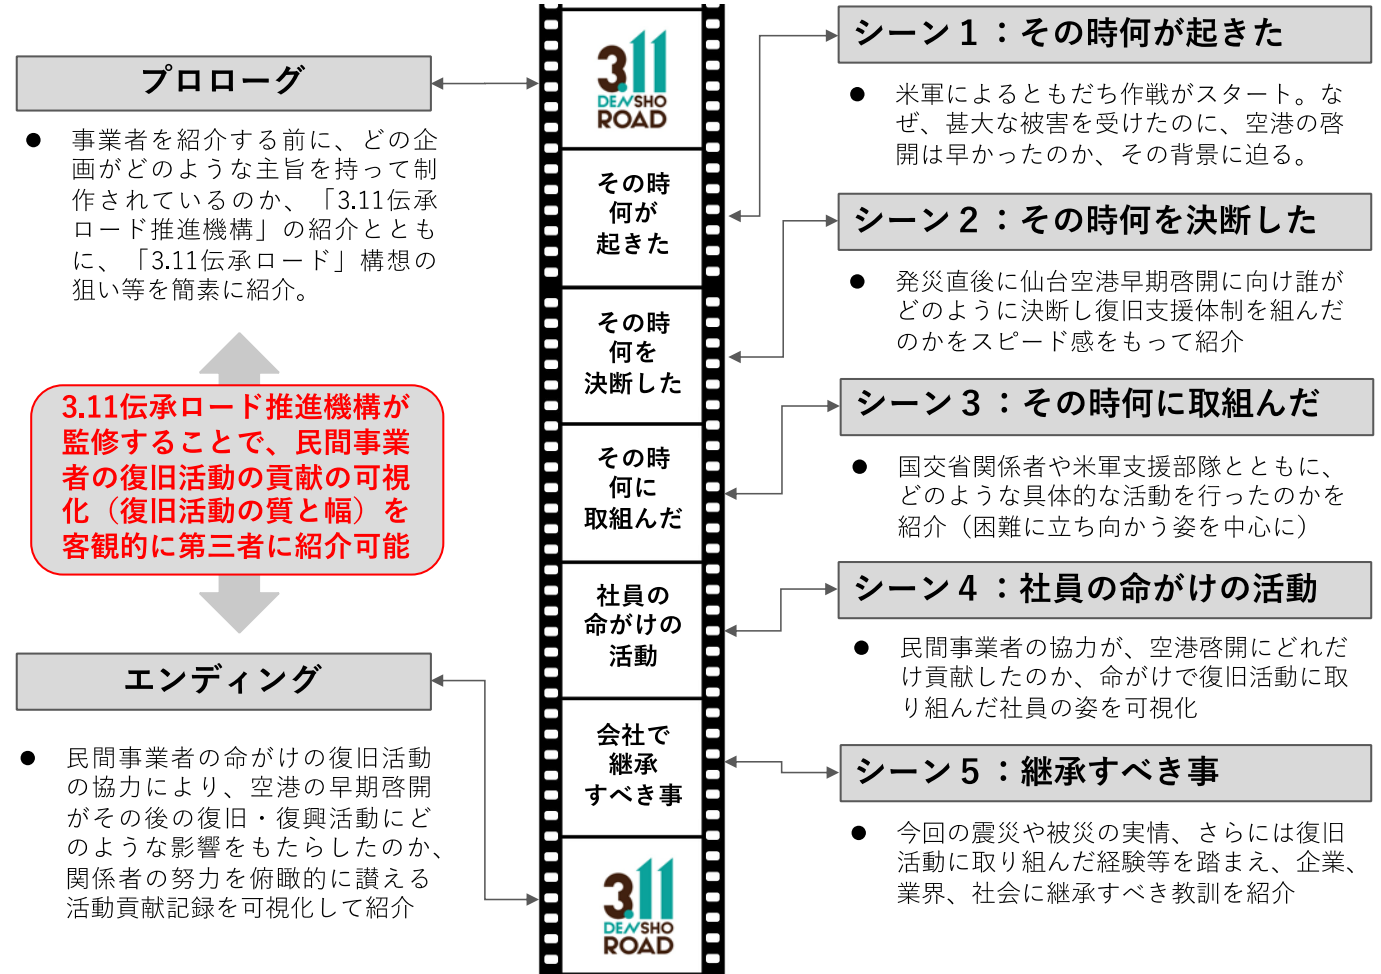 プロローグ
● 事業者を紹介する前に、どの企
画がどのような主旨を持って制
作されているのか、「3.11伝承
ロード推進機構」の紹介ととも
に、「3.11伝承ロード」構想の
狙い等を簡素に紹介。
3.11伝承ロード推進機構が
監修することで、民間事業
者の復旧活動の貢献の可視
化（復旧活動の質と幅）を
客観的に第三者に紹介可能
エンディング
● 民間事業者の命がけの復旧活動
の協力により、空港の早期啓開
がその後の復旧・復興活動にど
のような影響をもたらしたのか、
関係者の努力を俯瞰的に讃える
活動貢献記録を可視化して紹介
3.11
DENSHO
ROAD
その時
何が
起きた
その時
何を
決断した
その時
何に
取組んだ
社員の
命がけの
活動
会社で
継承
すべき事
3.11
DENSHO
ROAD
シーン１：その時何が起きた
● 米軍によるともだち作戦がスタート。な
ぜ、甚大な被害を受けたのに、空港の啓
開は早かったのか、その背景に迫る。
シーン２：その時何を決断した
● 発災直後に仙台空港早期啓開に向け誰が
どのように決断し復旧支援体制を組んだ
のかをスピード感をもって紹介
シーン３：その時何に取組んだ
● 国交省関係者や米軍支援部隊とともに、
どのような具体的な活動を行ったのかを
紹介（困難に立ち向かう姿を中心に）
シーン４：社員の命がけの活動
● 民間事業者の協力が、空港啓開にどれだ
け貢献したのか、命がけで復旧活動に取
り組んだ社員の姿を可視化
シーン５：継承すべき事
● 今回の震災や被災の実情、さらには復旧
活動に取り組んだ経験等を踏まえ、企業、
業界、社会に継承すべき教訓を紹介